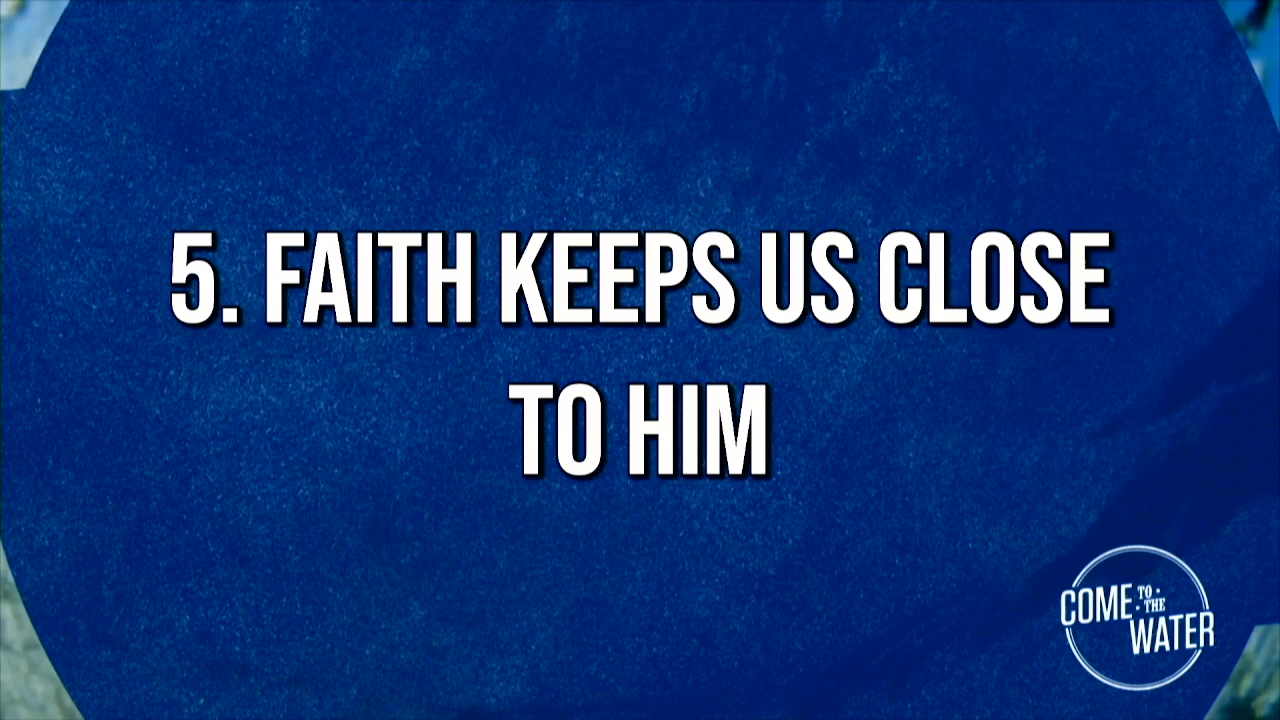 5. FAITH KEEPS US CLOSE
TO HIM
COME TO
THE
WATER